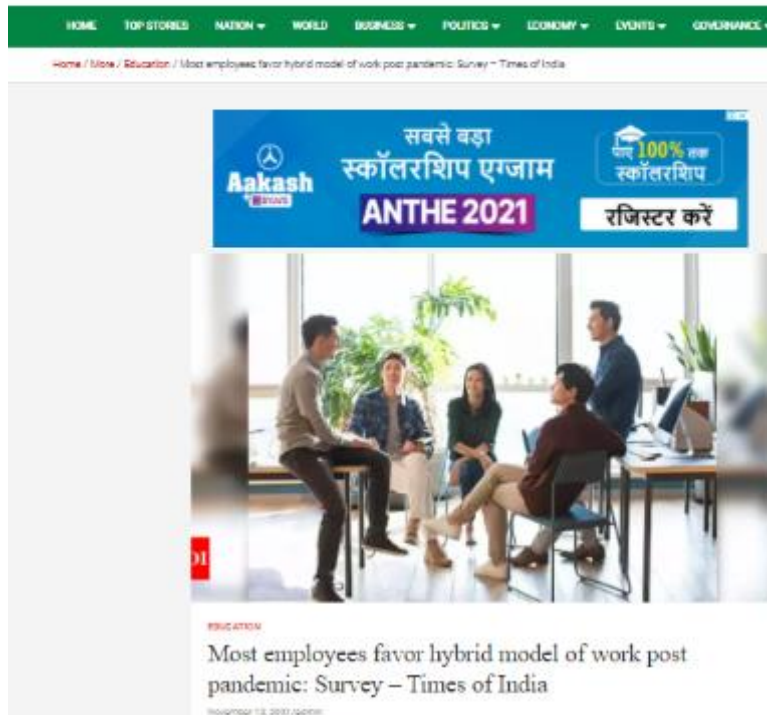 HOME TOP STORIES NATION WORLD BUSINESS POLITICS ECONOMY EVENTS GOVERNANCE
Home / More / Education / Most employees favor hybrid model of work post pandemic: Survey – Times of India
सबसे बड़ा
स्कॉलरशिप एग्जाम
ANTHE 2021
Aakash
पाएं 100% तक
स्कॉलरशिप
रजिस्टर करें
EDUCATION
Most employees favor hybrid model of work post
pandemic: Survey – Times of India